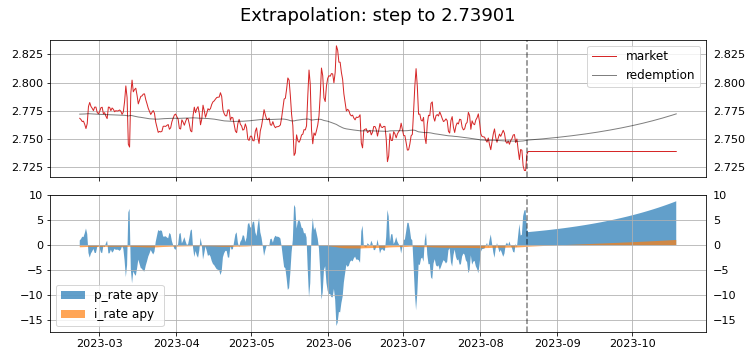 Extrapolation: step to 2.73901
2.825 2.825
market
2.800 2.800
redemption
2.775 2.775
2.750 2.750
2.725 2.725
10 10
5 5
0 0
−5 −5
p_rate apy
−10 −10
i_rate apy
−15 −15
2023-03 2023-04 2023-05 2023-06 2023-07 2023-08 2023-09 2023-10